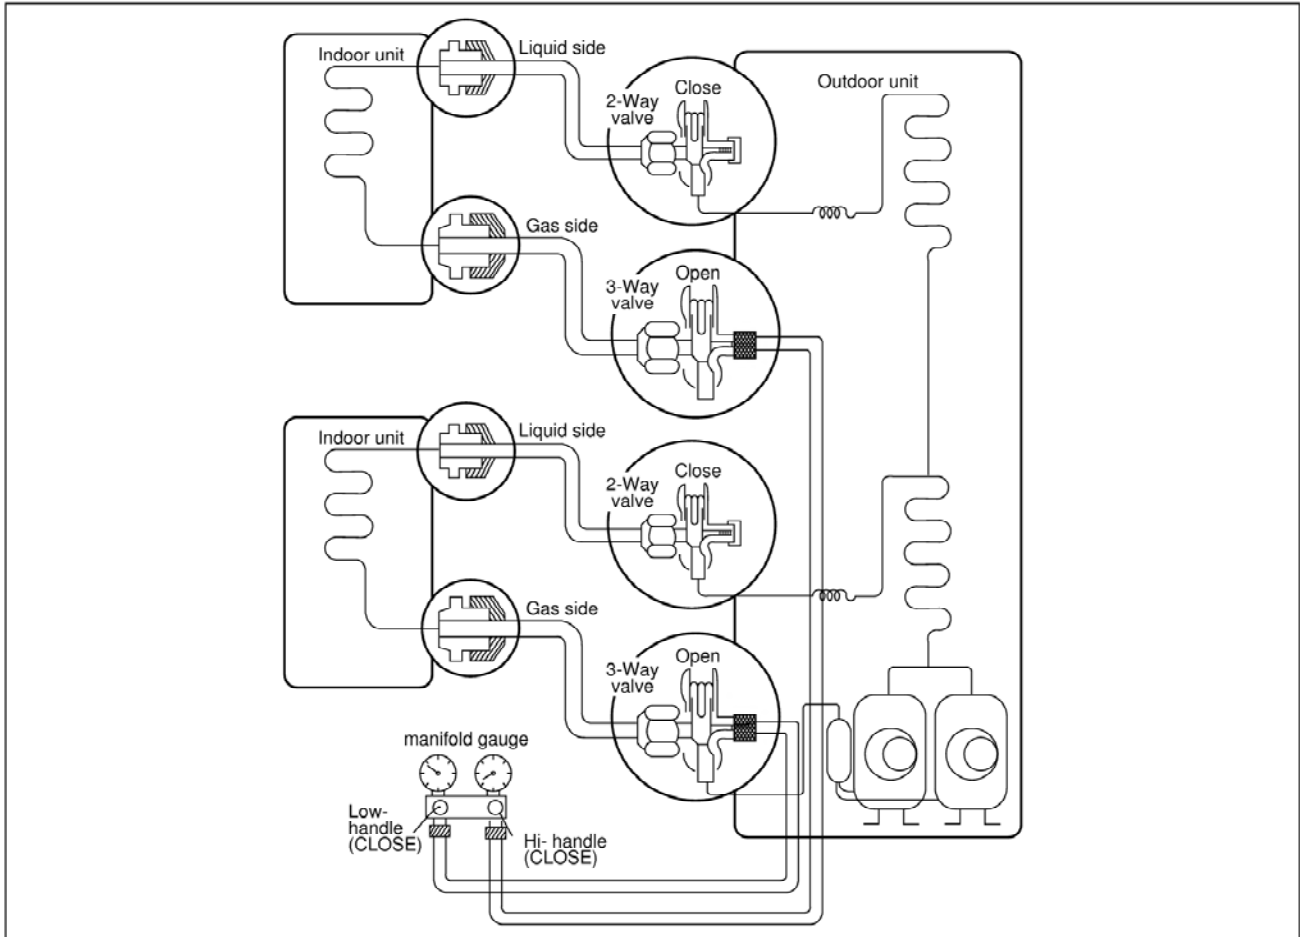 Indoor unit
Liquid side
2-Way
valve
Close
Outdoor unit
Gas side
3-Way
valve
Open
Indoor unit
Liquid side
2-Way
valve
Close
Gas side
3-Way
valve
Open
manifold gauge
Low-
handle
(CLOSE)
Hi- handle
(CLOSE)